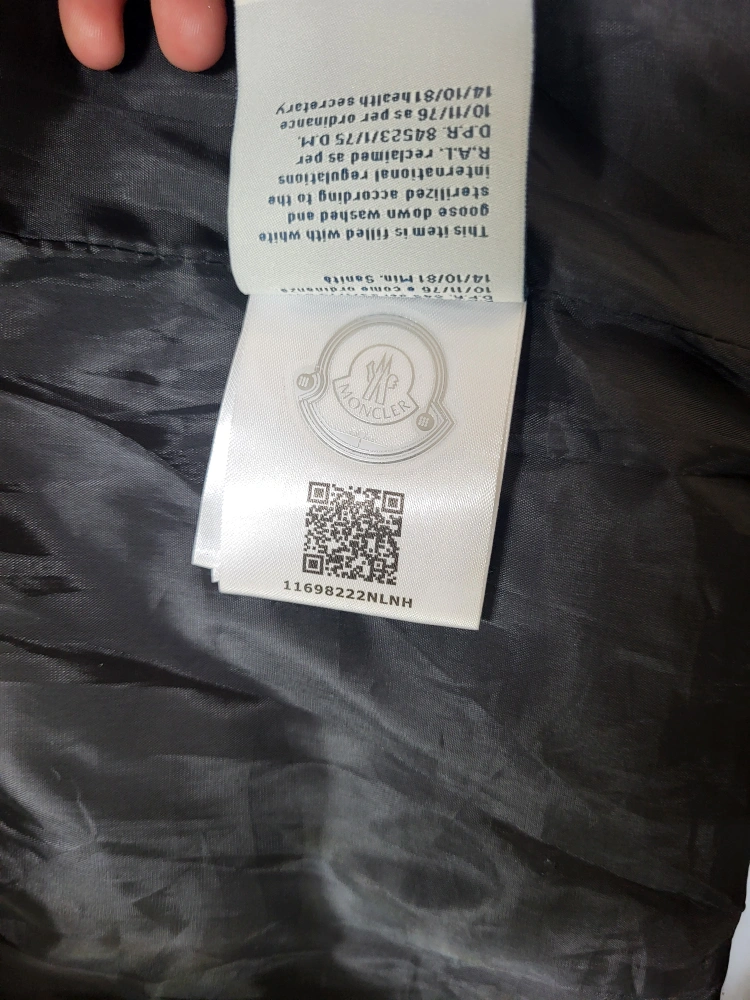 10/11/76 e come ordinanza
14/10/81 Min. Sanità
This item is filled with white
goose down washed and
sterilized according to the
international regulations
R.A.L. reclaimed as per
D.P.R. 84523/1/75 D.M.
10/11/76 as per ordinance
14/10/81 health secretary
MONCLER
11698222NLNH